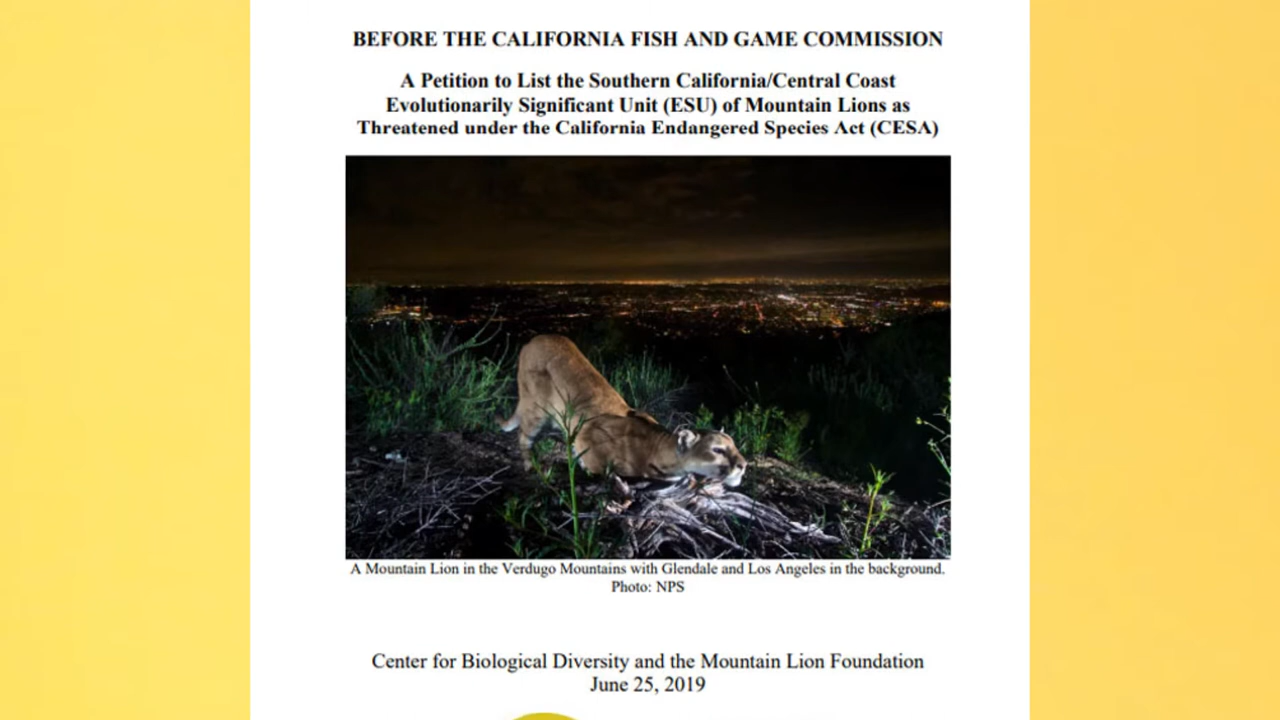 BEFORE THE CALIFORNIA FISH AND GAME COMMISSION
A Petition to List the Southern California/Central Coast
Evolutionarily Significant Unit (ESU) of Mountain Lions as
Threatened under the California Endangered Species Act (CESA)
A Mountain Lion in the Verdugo Mountains with Glendale and Los Angeles in the background.
Photo: NPS
Center for Biological Diversity and the Mountain Lion Foundation
June 25, 2019